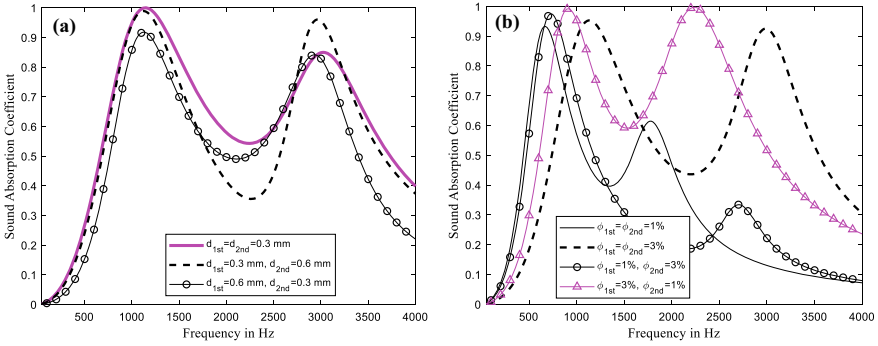 (a)
Sound Absorption Coefficient
1
0.9
0.8
0.7
0.6
0.5
0.4
0.3
0.2
0.1
0
d1st=d2nd=0.3 mm
d1st=0.3 mm, d2nd=0.6 mm
d1st=0.6 mm, d2nd=0.3 mm
500 1000 1500 2000 2500 3000 3500 4000
Frequency in Hz
(b)
Sound Absorption Coefficient
1
0.9
0.8
0.7
0.6
0.5
0.4
0.3
0.2
0.1
0
ϕ1st=ϕ2nd=1%
ϕ1st=ϕ2nd=3%
ϕ1st=1%, ϕ2nd=3%
ϕ1st=3%, ϕ2nd=1%
500 1000 1500 2000 2500 3000 3500 4000
Frequency in Hz